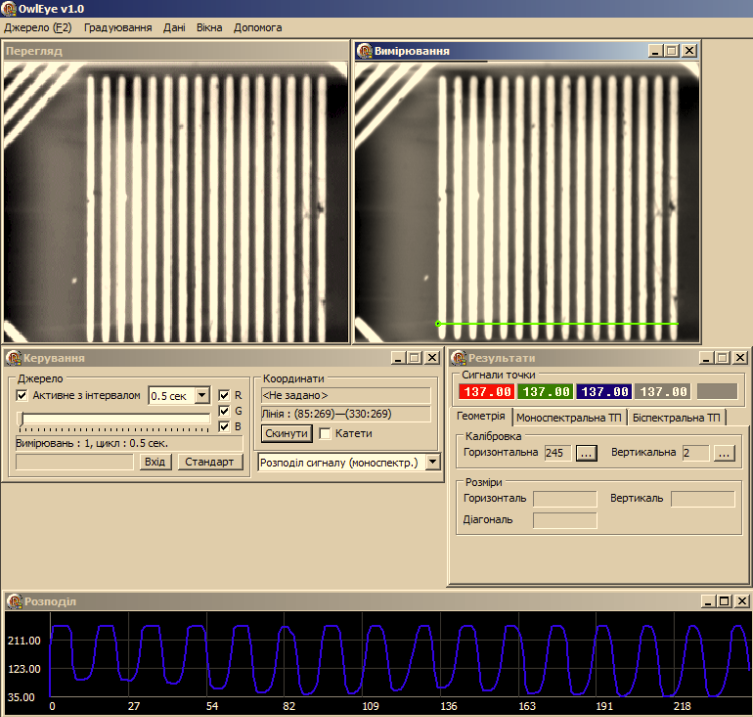 OwlEye v1.0
Джерело (F2) Градуювання Дані Вікна Допомога
Перегляд
Вимірювання
Керування
Джерело
Активне з інтервалом 0.5 сек R
G
B
Вимірювань : 1, цикл : 0.5 сек.
Вхід Стандарт
Координати
<Не задано>
Лінія : (85:269)—(330:269)
Скинути Катети
Розподіл сигналу (моноспектр.)
Результати
Сигнали точки
137.00 137.00 137.00 137.00
Геометрія Моноспектральна ТП Біспектральна ТП
Калібровка
Горизонтальна 245 ... Вертикальна 2 ...
Розміри
Горизонталь Вертикаль
Діагональ
Розподіл
211.00
123.00
35.00
0 27 54 82 109 136 163 191 218